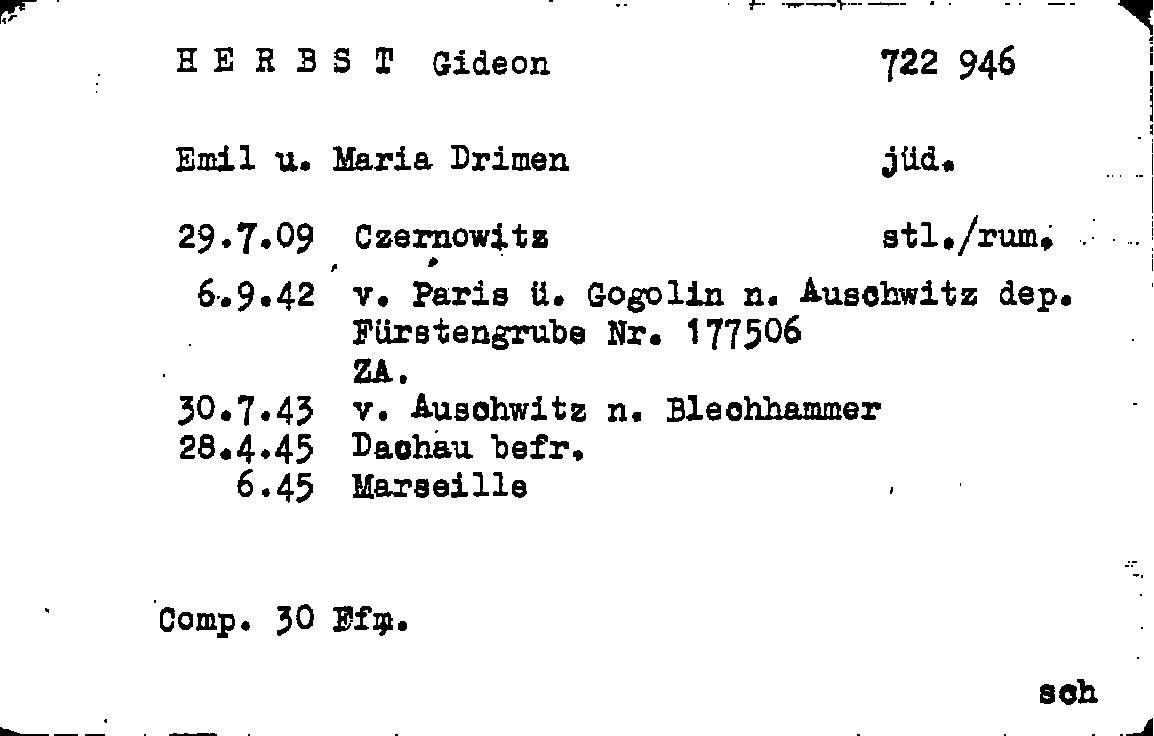 HERBST Gideon 722 946
Emil u. Maria Drimen jüd.
29.7.09 Czernowitz stl./rum.
6.9.42 v. Paris ü. Gogolin n. Auschwitz dep.
Fürstengrube Nr. 177506
ZA.
30.7.43 v. Auschwitz n. Blechhammer
28.4.45 Dachau befr.
6.45 Marseille
Comp. 30 Ffm.
sch